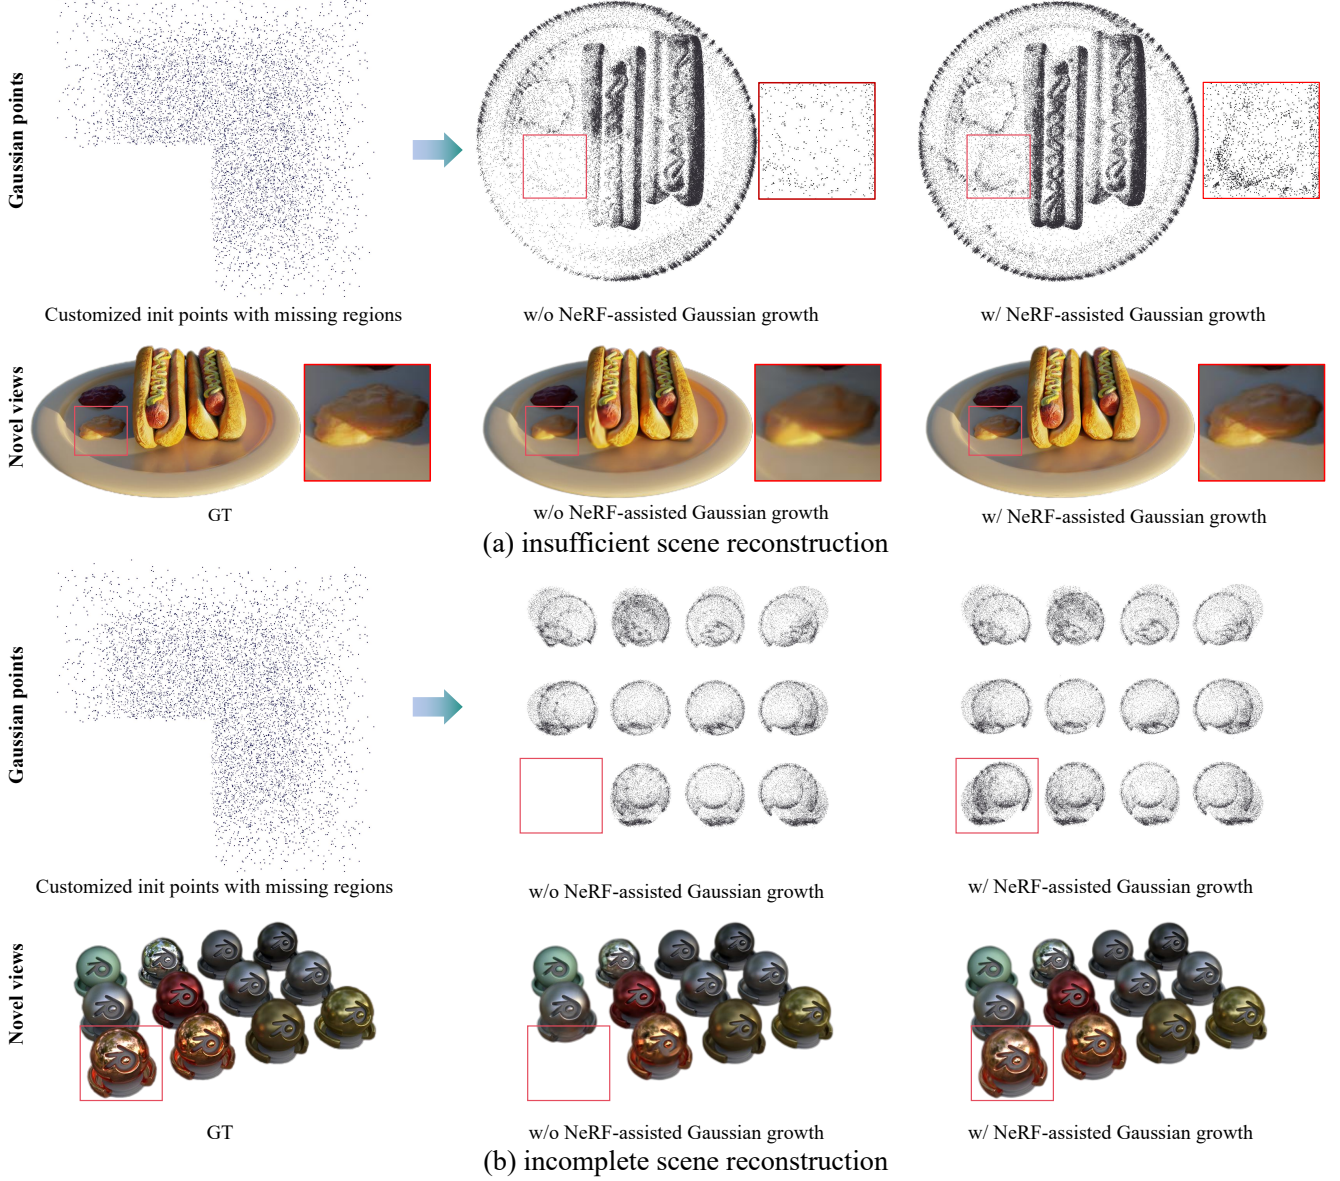 Gaussian points
Customized init points with missing regions
w/o NeRF-assisted Gaussian growth
w/ NeRF-assisted Gaussian growth
Novel views
GT
w/o NeRF-assisted Gaussian growth
w/ NeRF-assisted Gaussian growth
(a) insufficient scene reconstruction
Gaussian points
Customized init points with missing regions
w/o NeRF-assisted Gaussian growth
w/ NeRF-assisted Gaussian growth
Novel views
GT
w/o NeRF-assisted Gaussian growth
w/ NeRF-assisted Gaussian growth
(b) incomplete scene reconstruction